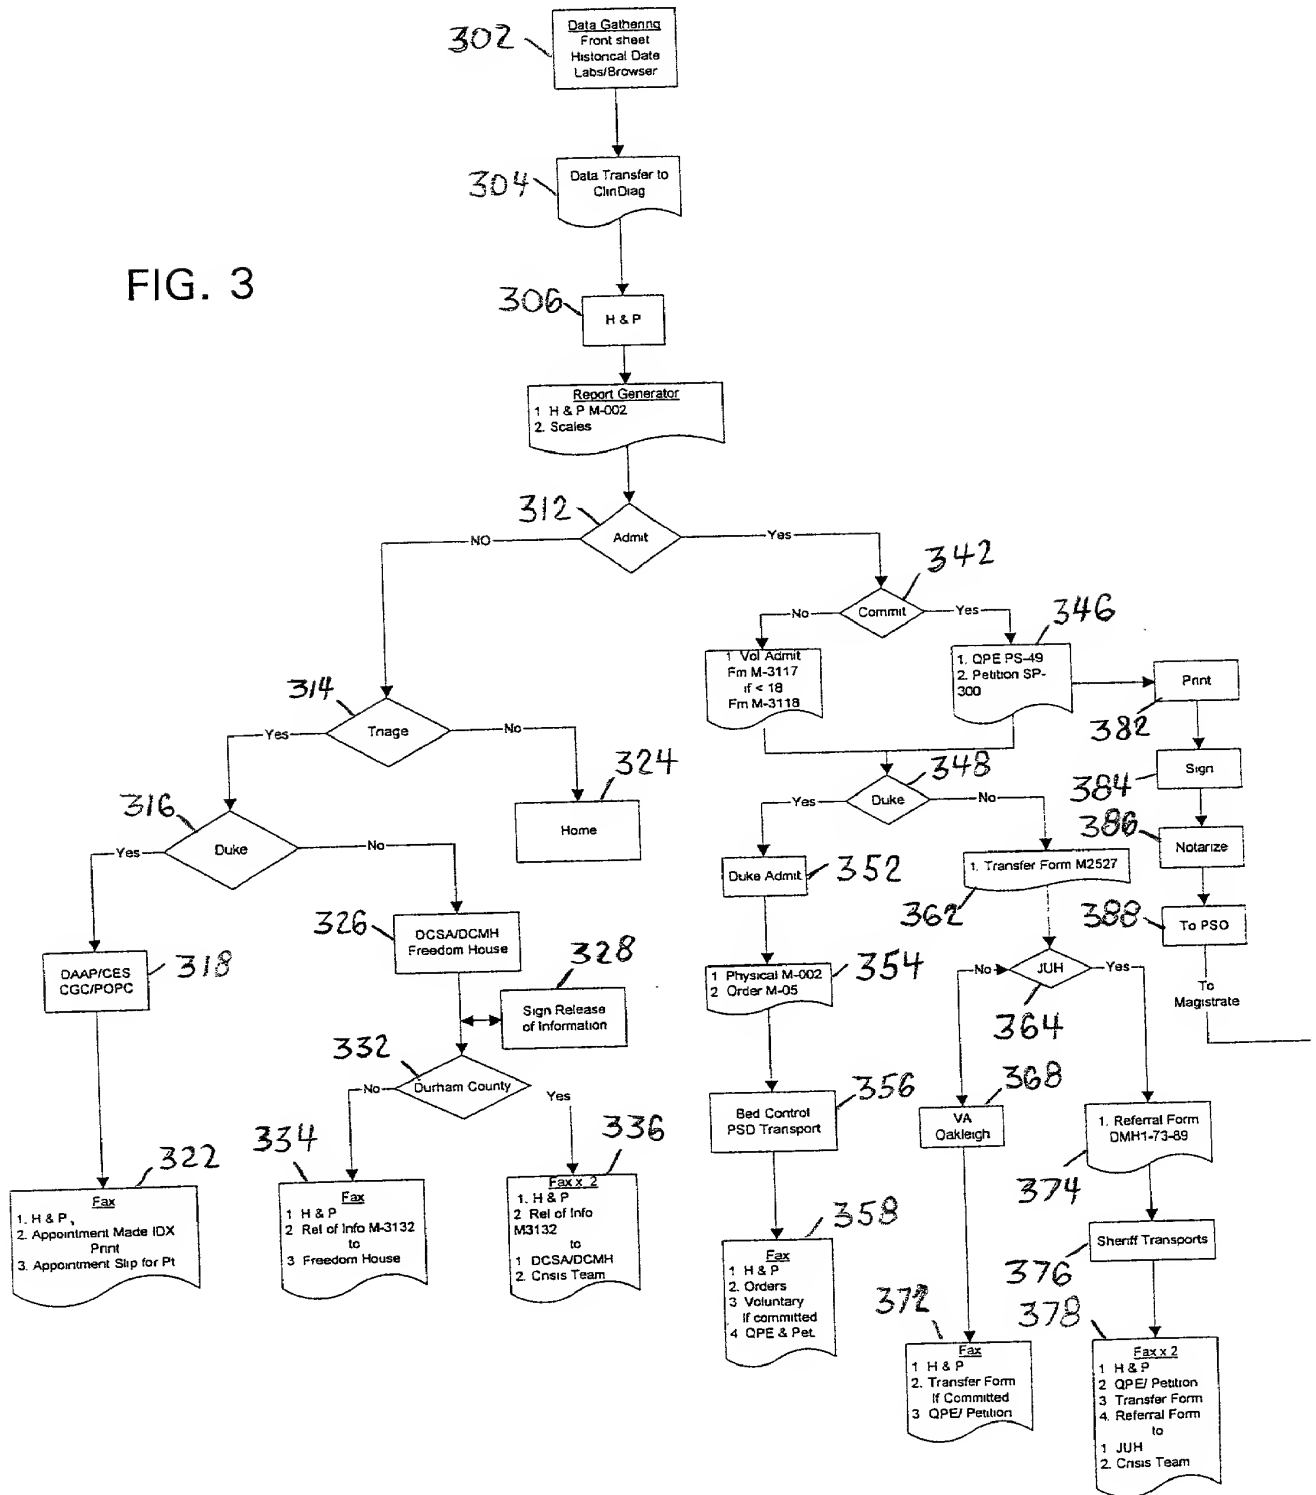 302
Data Gathering
Front sheet
Historical Date
Labs/Browser
304
Data Transfer to
ClinDiag
FIG. 3
306
H & P
Report Generator
1 H & P M-002
2. Scales
312
Admit
NO
Yes
342
Commit
No
Yes
346
1 Vol Admit
Fm M-3117
if < 18
Fm M-3118
1. QPE PS-49
2. Petition SP-
300
Print
382
314
Triage
Yes
No
324
Home
348
Duke
Yes
No
Sign
384
386
Notarize
316
Duke
Yes
No
Duke Admit
352
1. Transfer Form M2527
362
388
To PSO
326
DCSA/DCMH
Freedom House
318
DAAP/CES
CGC/POPC
328
Sign Release
of Information
1 Physical M-002
2 Order M-05
354
No
JUH
Yes
364
To
Magistrate
332
Durham County
No
Yes
356
Bed Control
PSD Transport
368
VA
Oakleigh
1. Referral Form
DMH1-73-89
374
322
Fax
1. H & P,
2. Appointment Made IDX
Print
3. Appointment Slip for Pt
334
Fax
1 H & P
2 Rel of Info M-3132
to
3 Freedom House
336
Fax x 2
1. H & P
2 Rel of Info
M3132
to
1 DCSA/DCMH
2. Crisis Team
358
Fax
1 H & P
2. Orders
3 Voluntary
If committed
4 QPE & Pet.
Sheriff Transports
376
372
Fax
1 H & P
2. Transfer Form
If Committed
3 QPE/ Petition
378
Fax x 2
1 H & P
2 QPE/ Petition
3 Transfer Form
4. Referral Form
to
1 JUH
2. Crisis Team